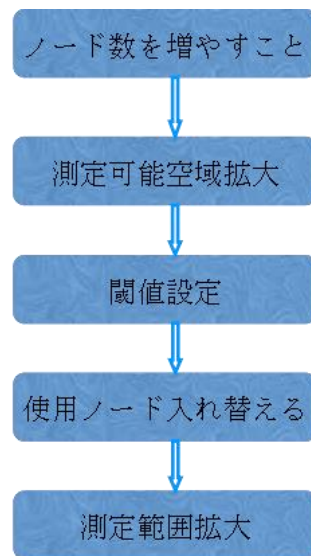 ノード数を増やすこと
測定可能空域拡大
閾値設定
使用ノード入れ替える
測定範囲拡大